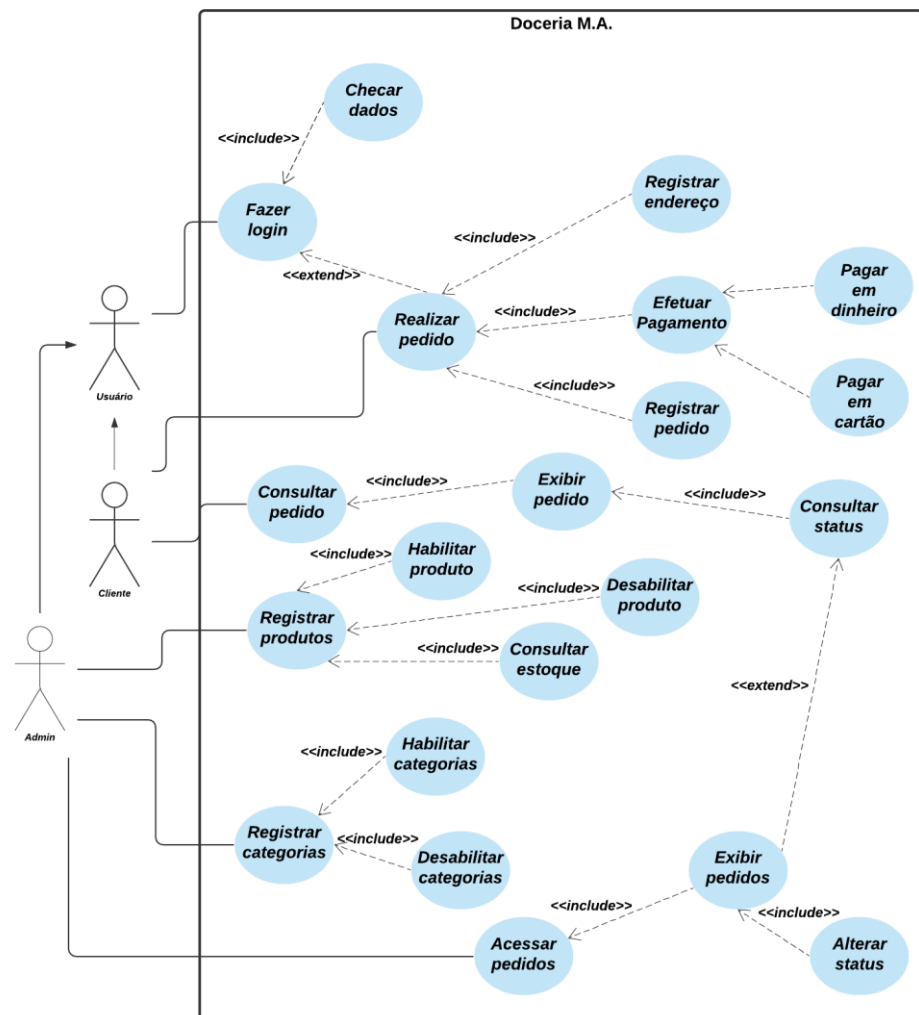 Doceria M.A.
Checar
dados
<<include>>
Fazer
login
Registrar
endereço
<<include>>
<<extend>>
Realizar
pedido
<<include>>
Efetuar
Pagamento
Pagar
em
dinheiro
<<include>>
Registrar
pedido
Pagar
em
cartão
Usuário
Consultar
pedido
<<include>>
Exibir
pedido
<<include>>
Consultar
status
Cliente
<<include>>
Habilitar
produto
<<include>>
Desabilitar
produto
Registrar
produtos
<<include>>
Consultar
estoque
Admin
<<extend>>
<<include>>
Habilitar
categorias
Registrar
categorias
<<include>>
Desabilitar
categorias
Exibir
pedidos
<<include>>
<<include>>
Acessar
pedidos
Alterar
status